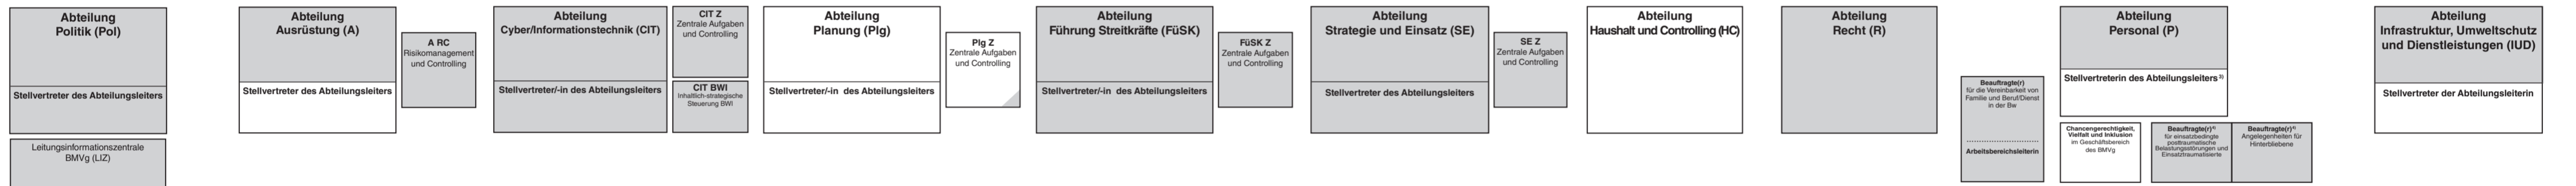 Abteilung
Politik (Pol)
Stellvertreter des Abteilungsleiters
Leitungsinformationszentrale
BMVg (LIZ)
Abteilung
Ausrüstung (A)
Stellvertreter des Abteilungsleiters
A RC
Risikomanagement
und Controlling
Abteilung
Cyber/Informationstechnik (CIT)
Stellvertreter/-in des Abteilungsleiters
CIT Z
Zentrale Aufgaben
und Controlling
CIT BWI
Inhaltlich-strategische
Steuerung BWI
Abteilung
Planung (Plg)
Stellvertreter/-in des Abteilungsleiters
Plg Z
Zentrale Aufgaben
und Controlling
Abteilung
Führung Streitkräfte (FüSK)
Stellvertreter/-in des Abteilungsleiters
FüSK Z
Zentrale Aufgaben
und Controlling
Abteilung
Strategie und Einsatz (SE)
Stellvertreter des Abteilungsleiters
SE Z
Zentrale Aufgaben
und Controlling
Abteilung
Haushalt und Controlling (HC)
Abteilung
Recht (R)
Beauftragte(r)
für die Vereinbarkeit von
Familie und Beruf/Dienst
in der Bw
Arbeitsbereichsleiterin
Abteilung
Personal (P)
Stellvertreterin des Abteilungsleiters 3)
Chancengerechtigkeit,
Vielfalt und Inklusion
im Geschäftsbereich
des BMVg
Beauftragte(r) 4)
für einsatzbedingte
posttraumatische
Belastungsstörungen und
Einsatztraumatisierte
Beauftragte(r) 4)
Angelegenheiten für
Hinterbliebene
Abteilung
Infrastruktur, Umweltschutz
und Dienstleistungen (IUD)
Stellvertreter der Abteilungsleiterin